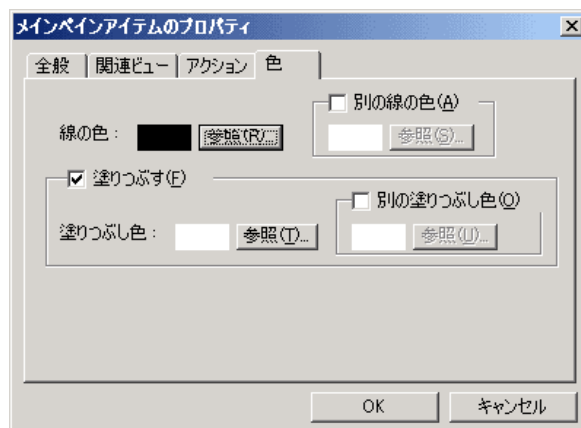 メインペインアイテムのプロパティ
全般 関連ビュー アクション 色
別の線の色(A)
線の色: 参照(R)... 参照(S)...
塗りつぶす(F)
別の塗りつぶし色(O)
塗りつぶし色: 参照(T)... 参照(U)...
OK キャンセル